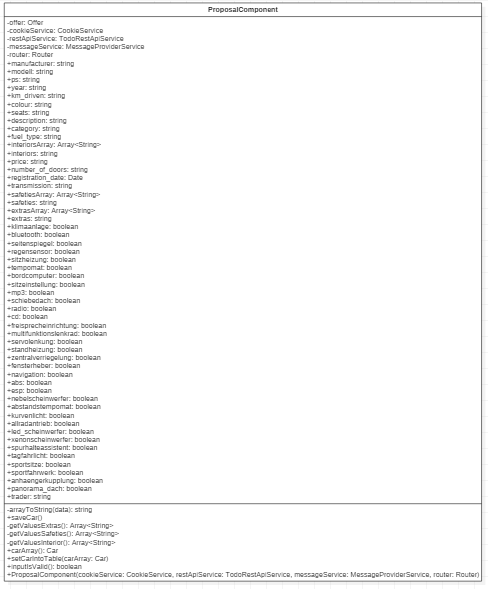 ProposalComponent
-offer: Offer
-cookieService: CookieService
-restApiService: TodoRestApiService
-messageService: MessageProviderService
-router: Router
+manufacturer: string
+modell: string
+ps: string
+year: string
+km_driven: string
+colour: string
+seats: string
+description: string
+category: string
+fuel_type: string
+interiorsArray: Array<String>
+interiors: string
+price: string
+number_of_doors: string
+registration_date: Date
+transmission: string
+safetiesArray: Array<String>
+safeties: string
+extrasArray: Array<String>
+extras: string
+klimaanlage: boolean
+bluetooth: boolean
+seitenspiegel: boolean
+regensensor: boolean
+sitzheizung: boolean
+tempomat: boolean
+bordcomputer: boolean
+sitzeinstellung: boolean
+mp3: boolean
+schiebedach: boolean
+radio: boolean
+cd: boolean
+freisprecheinrichtung: boolean
+multifunktionslenkrad: boolean
+servolenkung: boolean
+standheizung: boolean
+zentralverriegelung: boolean
+fensterheber: boolean
+navigation: boolean
+abs: boolean
+esp: boolean
+nebelscheinwerfer: boolean
+abstandstempomat: boolean
+kurvenlicht: boolean
+allradantrieb: boolean
+led_scheinwerfer: boolean
+xenonscheinwerfer: boolean
+spurhalteassistent: boolean
+tagfahrlicht: boolean
+sportsitze: boolean
+sportfahrwerk: boolean
+anhaengerkupplung: boolean
+panorama_dach: boolean
+trader: string
-arrayToString(data): string
+saveCar()
-getValuesExtras(): Array<String>
-getValuesSafeties(): Array<String>
-getValuesInterior(): Array<String>
+carArray(): Car
+setCarIntoTable(carArray: Car)
+inputIsValid(): boolean
+ProposalComponent(cookieService: CookieService, restApiService: TodoRestApiService, messageService: MessageProviderService, router: Router)